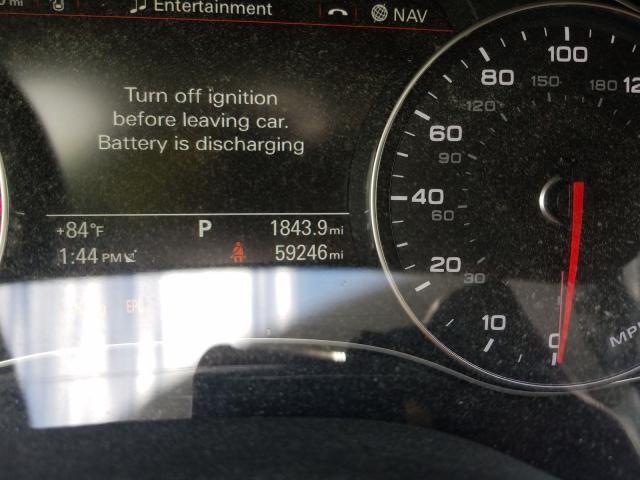 Entertainment NAV
Turn off ignition
before leaving car.
Battery is discharging
+84°F P 1843.9 mi
1:44 PM 59246 mi
EPC
100
80 150 180
120
60
90
40
60
20 30
10
0
MPH